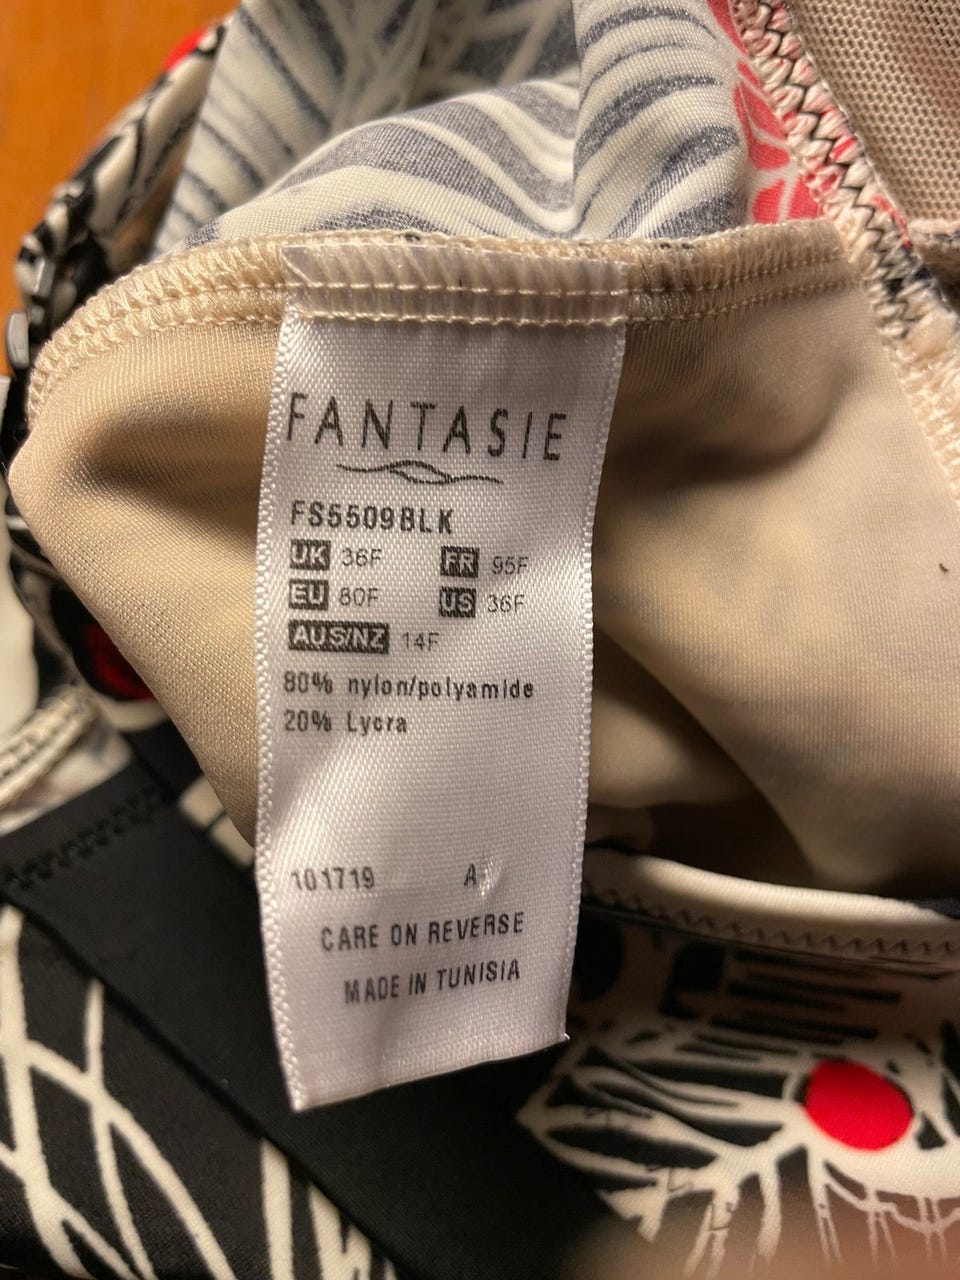 FANTASIE
FS5509BLK
UK 36F FR 95F
EU 80F US 36F
AUS/NZ 14F
80% nylon/polyamide
20% Lycra
101719 A
CARE ON REVERSE
MADE IN TUNISIA